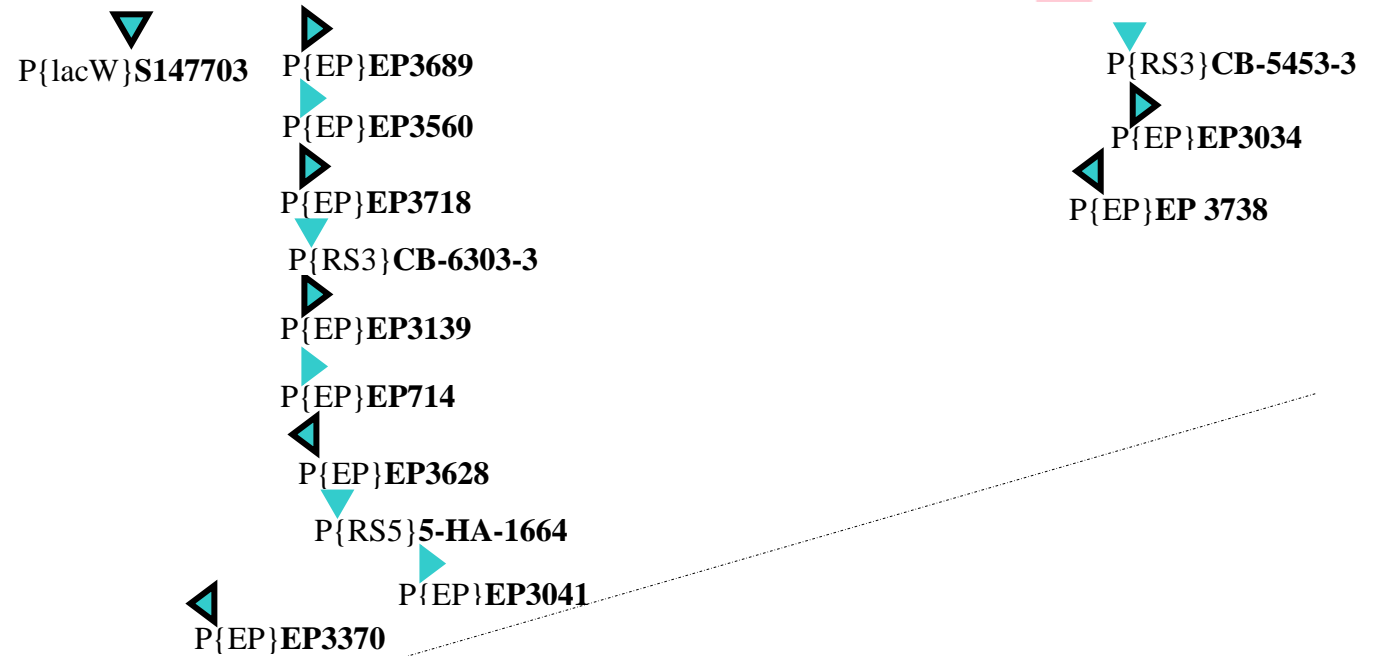 P{lacW}S147703
P{EP}EP3689
P{EP}EP3560
P{EP}EP3718
P{RS3}CB-6303-3
P{EP}EP3139
P{EP}EP714
P{EP}EP3628
P{RS5}5-HA-1664
P{EP}EP3041
P{EP}EP3370
P{RS3}CB-5453-3
P{EP}EP3034
P{EP}EP 3738